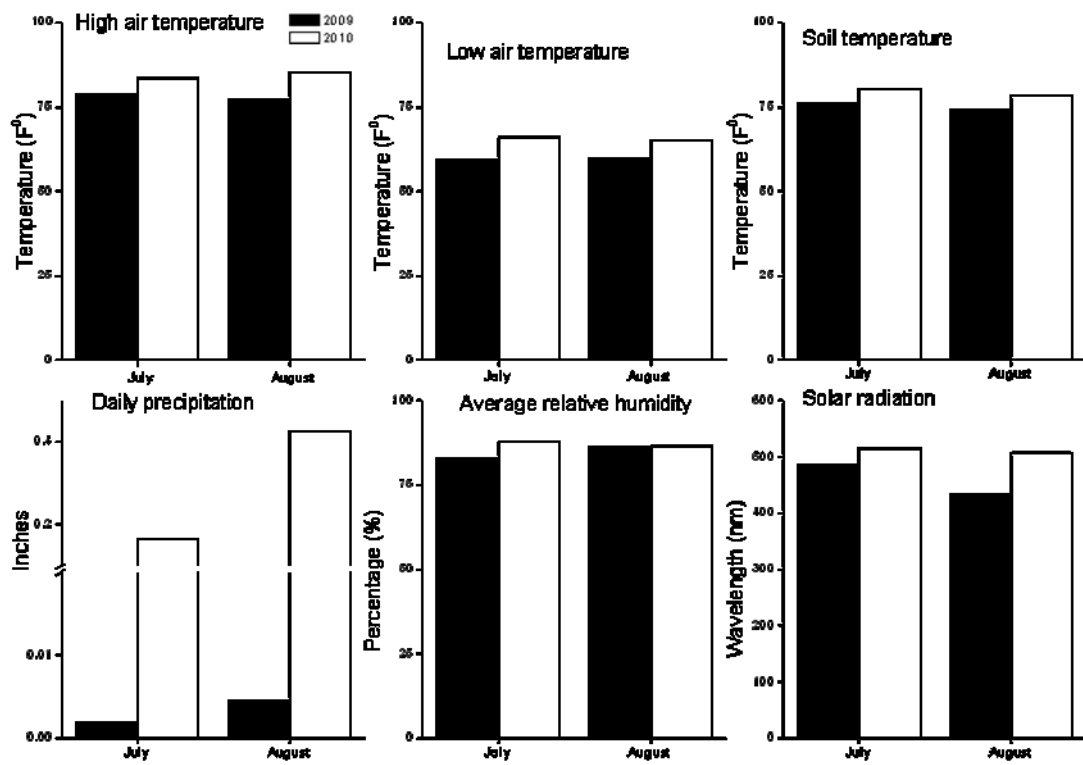 High air temperature
2009
2010
100
75
50
25
0
Temperature (F⁰)
July
August
Low air temperature
100
75
50
25
0
Temperature (F⁰)
July
August
Soil temperature
100
75
50
25
0
Temperature (F⁰)
July
August
Daily precipitation
0.4
0.2
0.01
0.00
Inches
July
August
Average relative humidity
100
75
50
25
0
Percentage (%)
July
August
Solar radiation
600
500
400
300
200
100
0
Wavelength (nm)
July
August